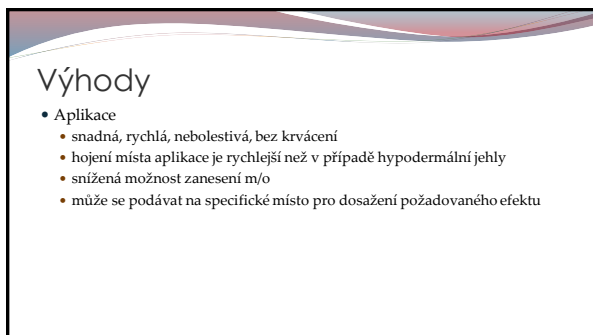 Výhody
• Aplikace
• snadná, rychlá, nebolestivá, bez krvácení
• hojení místa aplikace je rychlejší než v případě hypodermální jehly
• snížená možnost zanesení m/o
• může se podávat na specifické místo pro dosažení požadovaného efektu